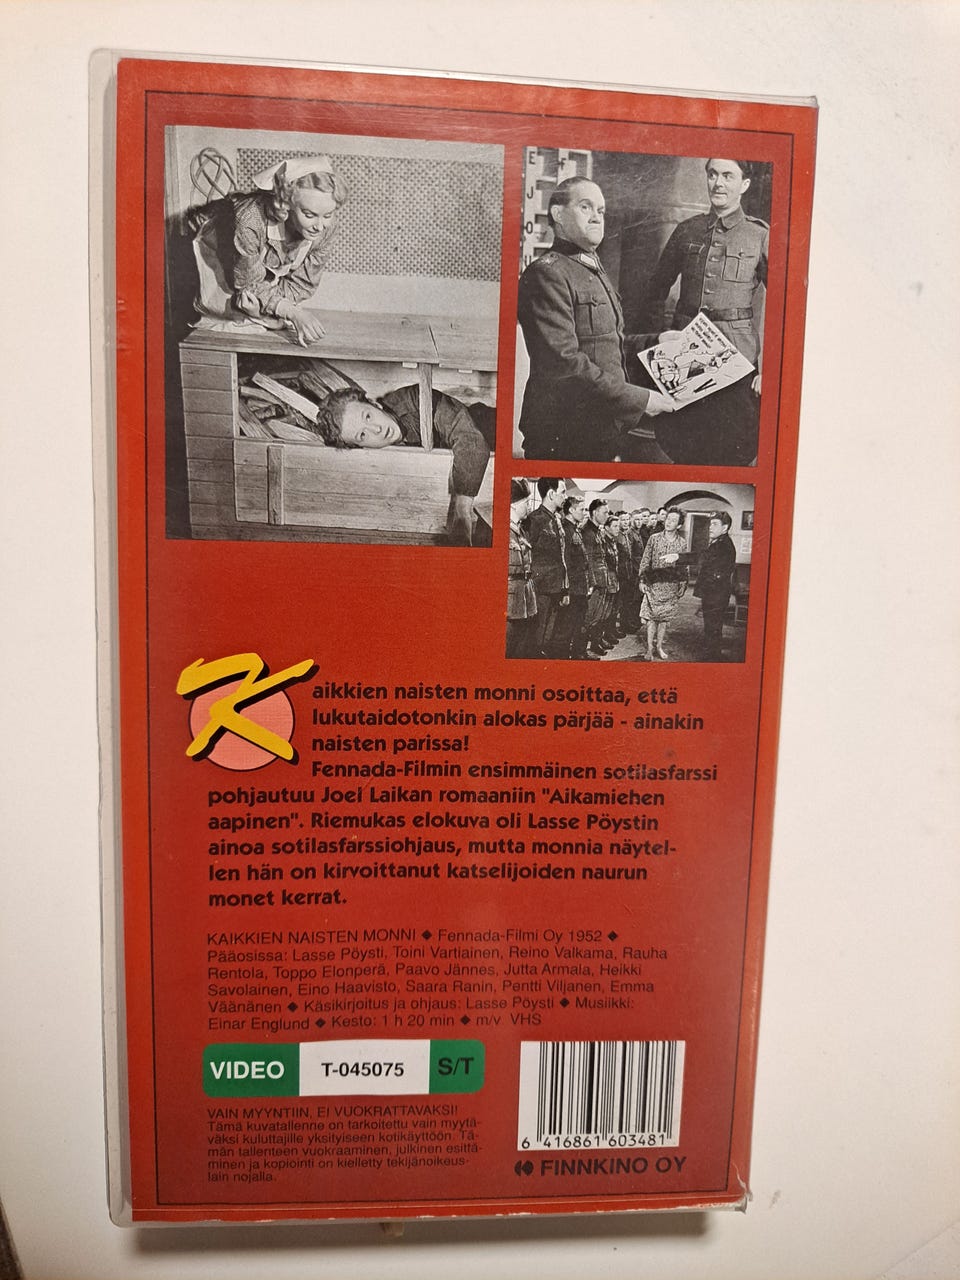 E F
J
O
Kaikkien naisten monni osoittaa, että
lukutaidotonkin alokas pärjää - ainakin
naisten parissa!
Fennada-Filmin ensimmäinen sotilasfarssi
pohjautuu Joel Laikan romaaniin "Aikamiehen
aapinen". Riemukas elokuva oli Lasse Pöystin
ainoa sotilasfarssiohjaus, mutta monnia näytel-
len hän on kirvoittanut katselijoiden naurun
monet kerrat.
KAIKKIEN NAISTEN MONNI ◆ Fennada-Filmi Oy 1952 ◆
Pääosissa: Lasse Pöysti, Toini Vartiainen, Reino Valkama, Rauha
Rentola, Toppo Elonperä, Paavo Jännes, Jutta Armala, Heikki
Savolainen, Eino Haavisto, Saara Ranin, Pentti Viljanen, Emma
Väänänen ◆ Käsikirjoitus ja ohjaus: Lasse Pöysti ◆ Musiikki:
Einar Englund ◆ Kesto: 1 h 20 min ◆ m/v VHS
VIDEO T-045075 S/T
VAIN MYYNTIIN, EI VUOKRATTAVAKSI!
Tämä kuvatallenne on tarkoitettu vain myytä-
väksi kuluttajille yksityiseen kotikäyttöön. Tä-
män tallenteen vuokraaminen, julkinen esittä-
minen ja kopiointi on kielletty tekijänoikeus-
lain nojalla.
6 416861 603481
FINNKINO OY